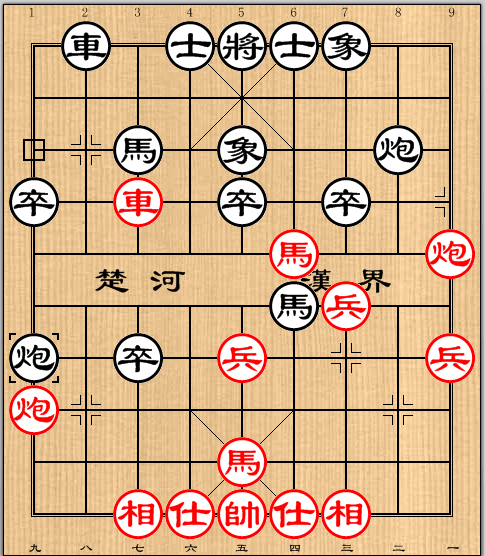 1 2 3 4 5 6 7 8 9
車 士 將 士 象
馬 象 炮
卒 車 卒 卒
馬 炮
楚 河 漢 界
馬 兵
炮 卒 兵 兵
炮
馬
相 仕 帥 仕 相
九 八 七 六 五 四 三 二 一